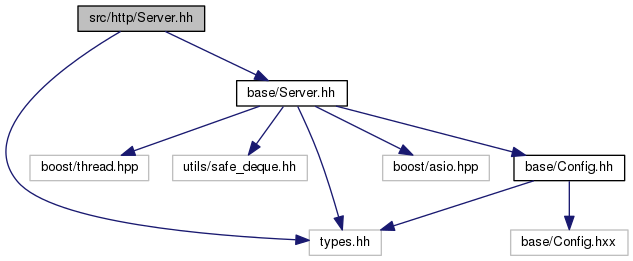 src/http/Server.hh
base/Server.hh
boost/thread.hpp
utils/safe_deque.hh
boost/asio.hpp
base/Config.hh
types.hh
base/Config.hxx